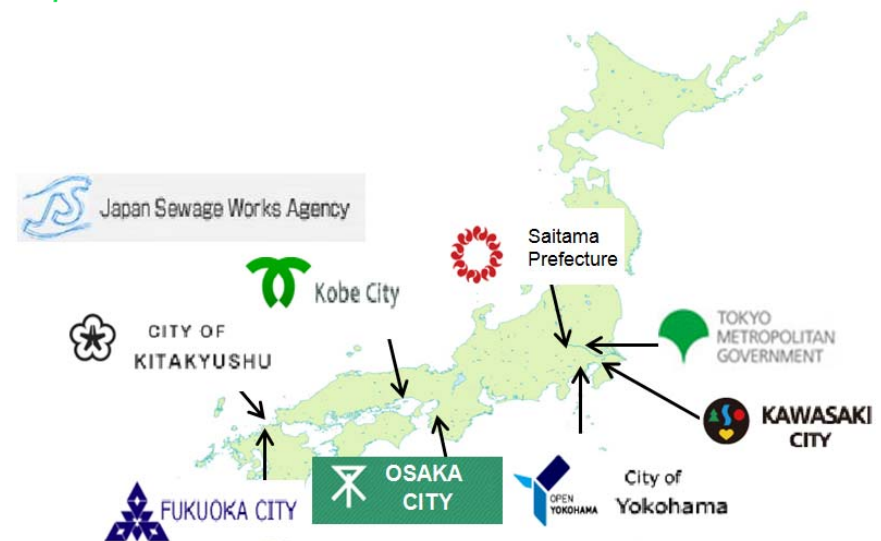 Japan Sewage Works Agency
Kobe City
Saitama
Prefecture
CITY OF
KITAKYUSHU
TOKYO
METROPOLITAN
GOVERNMENT
KAWASAKI
CITY
FUKUOKA CITY
OSAKA
CITY
OPEN
YOKOHAMA
City of
Yokohama